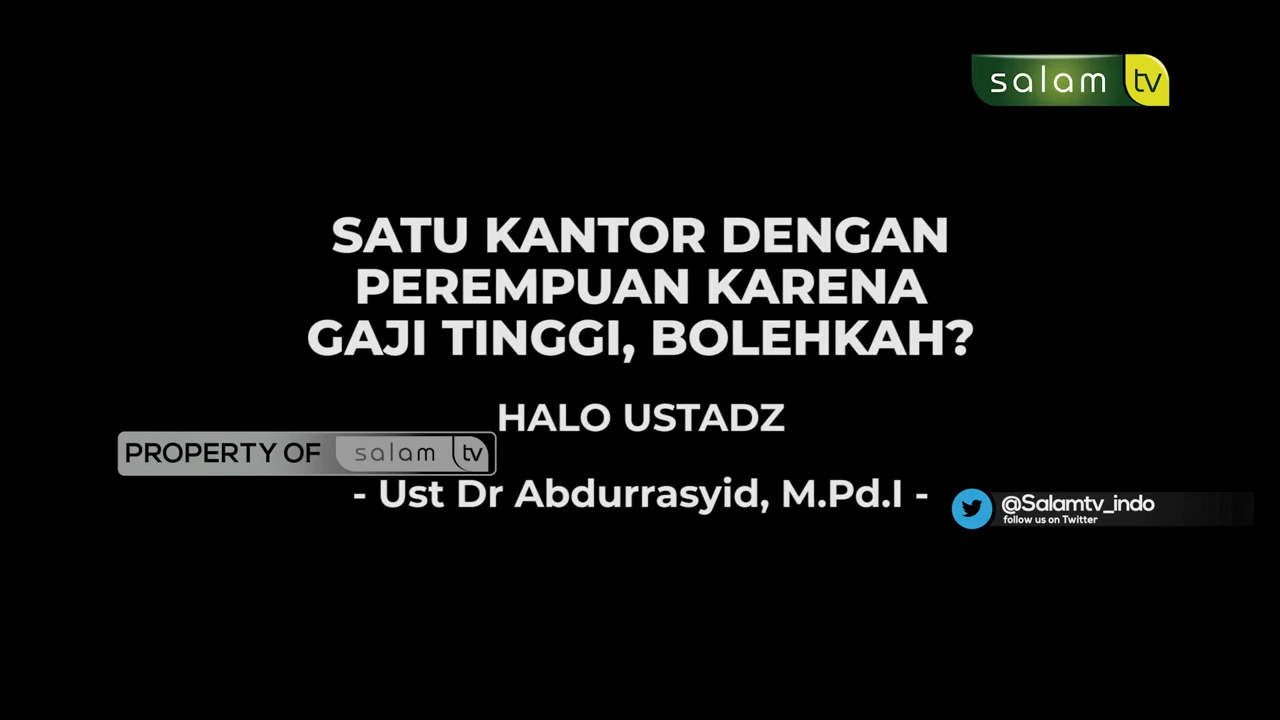 salam tv
SATU KANTOR DENGAN
PEREMPUAN KARENA
GAJI TINGGI, BOLEHKAH?
HALO USTADZ
PROPERTY OF salam tv
- Ust Dr Abdurrasyid, M.Pd.I -
@Salamtv_indo
follow us on Twitter